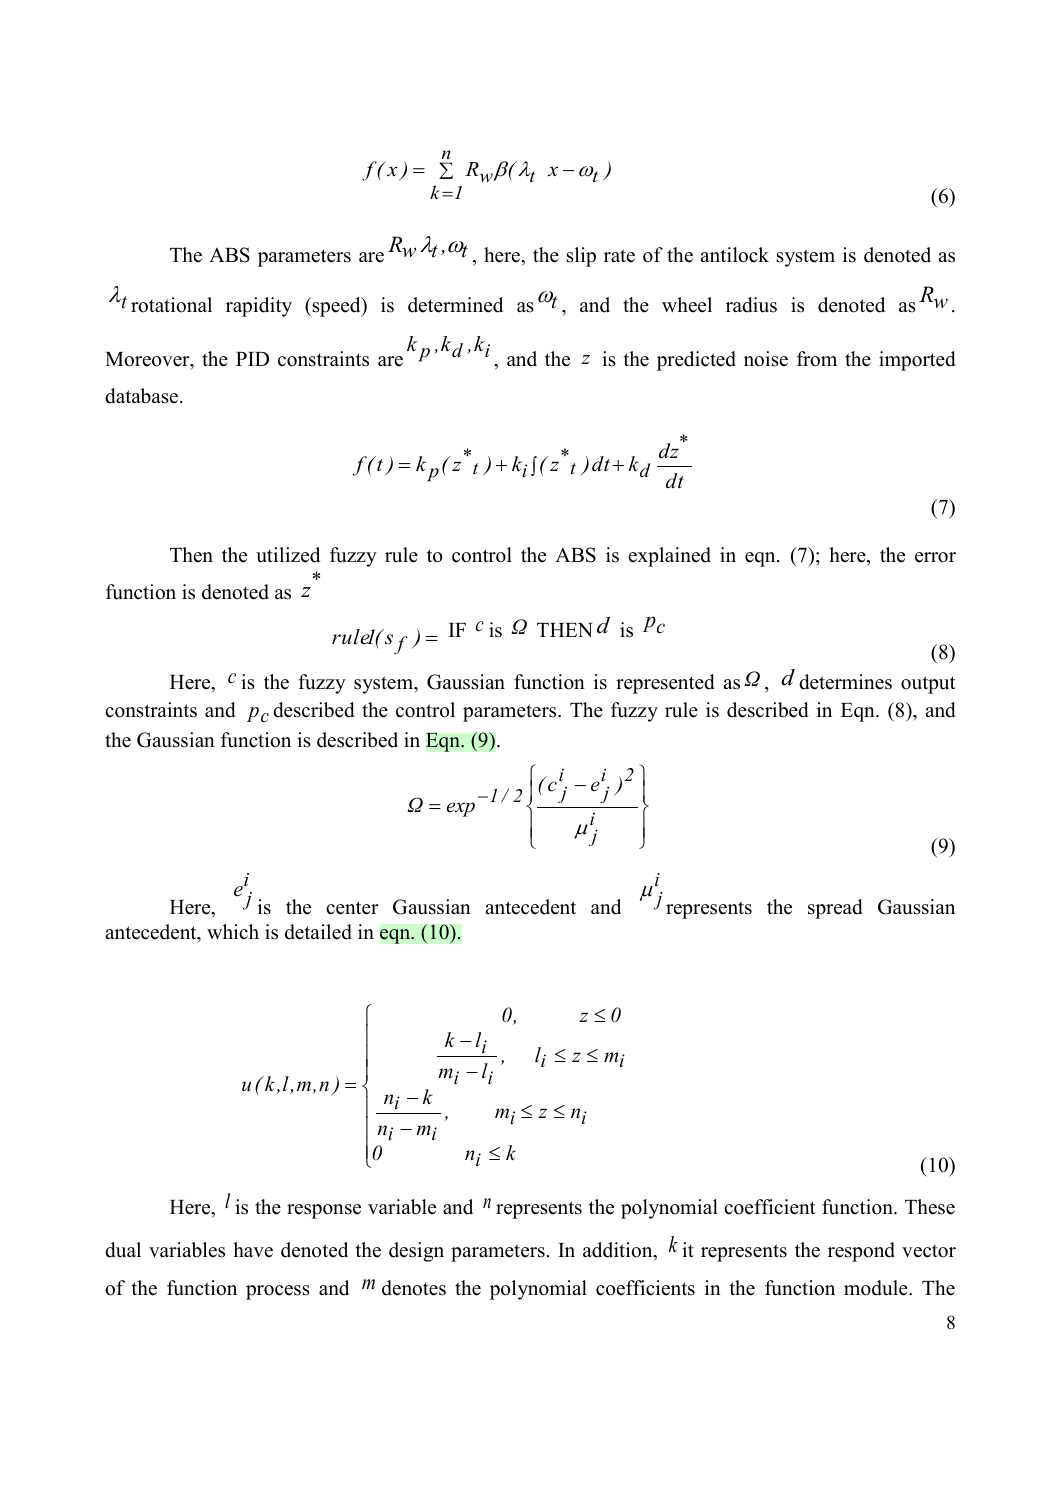 f(x) = Σ_{k=1}^{n} R_w β(λ_t x − ω_t)
(6)
The ABS parameters are R_w λ_t, ω_t, here, the slip rate of the antilock system is denoted as
λ_t rotational rapidity (speed) is determined as ω_t, and the wheel radius is denoted as R_w.
Moreover, the PID constraints are k_p, k_d, k_i, and the z is the predicted noise from the imported
database.
f(t) = k_p(z*_t) + k_i∫(z*_t)dt + k_d dz*/dt
(7)
Then the utilized fuzzy rule to control the ABS is explained in eqn. (7); here, the error
function is denoted as z*
rulel(s_f) = IF c is Ω THEN d is p_c
(8)
Here, c is the fuzzy system, Gaussian function is represented as Ω, d determines output
constraints and p_c described the control parameters. The fuzzy rule is described in Eqn. (8), and
the Gaussian function is described in Eqn. (9).
Ω = exp^{−1/2} {(c_j^i − e_j^i)^2 / μ_j^i}
(9)
Here, e_j^i is the center Gaussian antecedent and μ_j^i represents the spread Gaussian
antecedent, which is detailed in eqn. (10).
0, z ≤ 0
(k − l_i)/(m_i − l_i), l_i ≤ z ≤ m_i
u(k,l,m,n) = {
(n_i − k)/(n_i − m_i), m_i ≤ z ≤ n_i
0 n_i ≤ k
(10)
Here, l is the response variable and n represents the polynomial coefficient function. These
dual variables have denoted the design parameters. In addition, k it represents the respond vector
of the function process and m denotes the polynomial coefficients in the function module. The
8